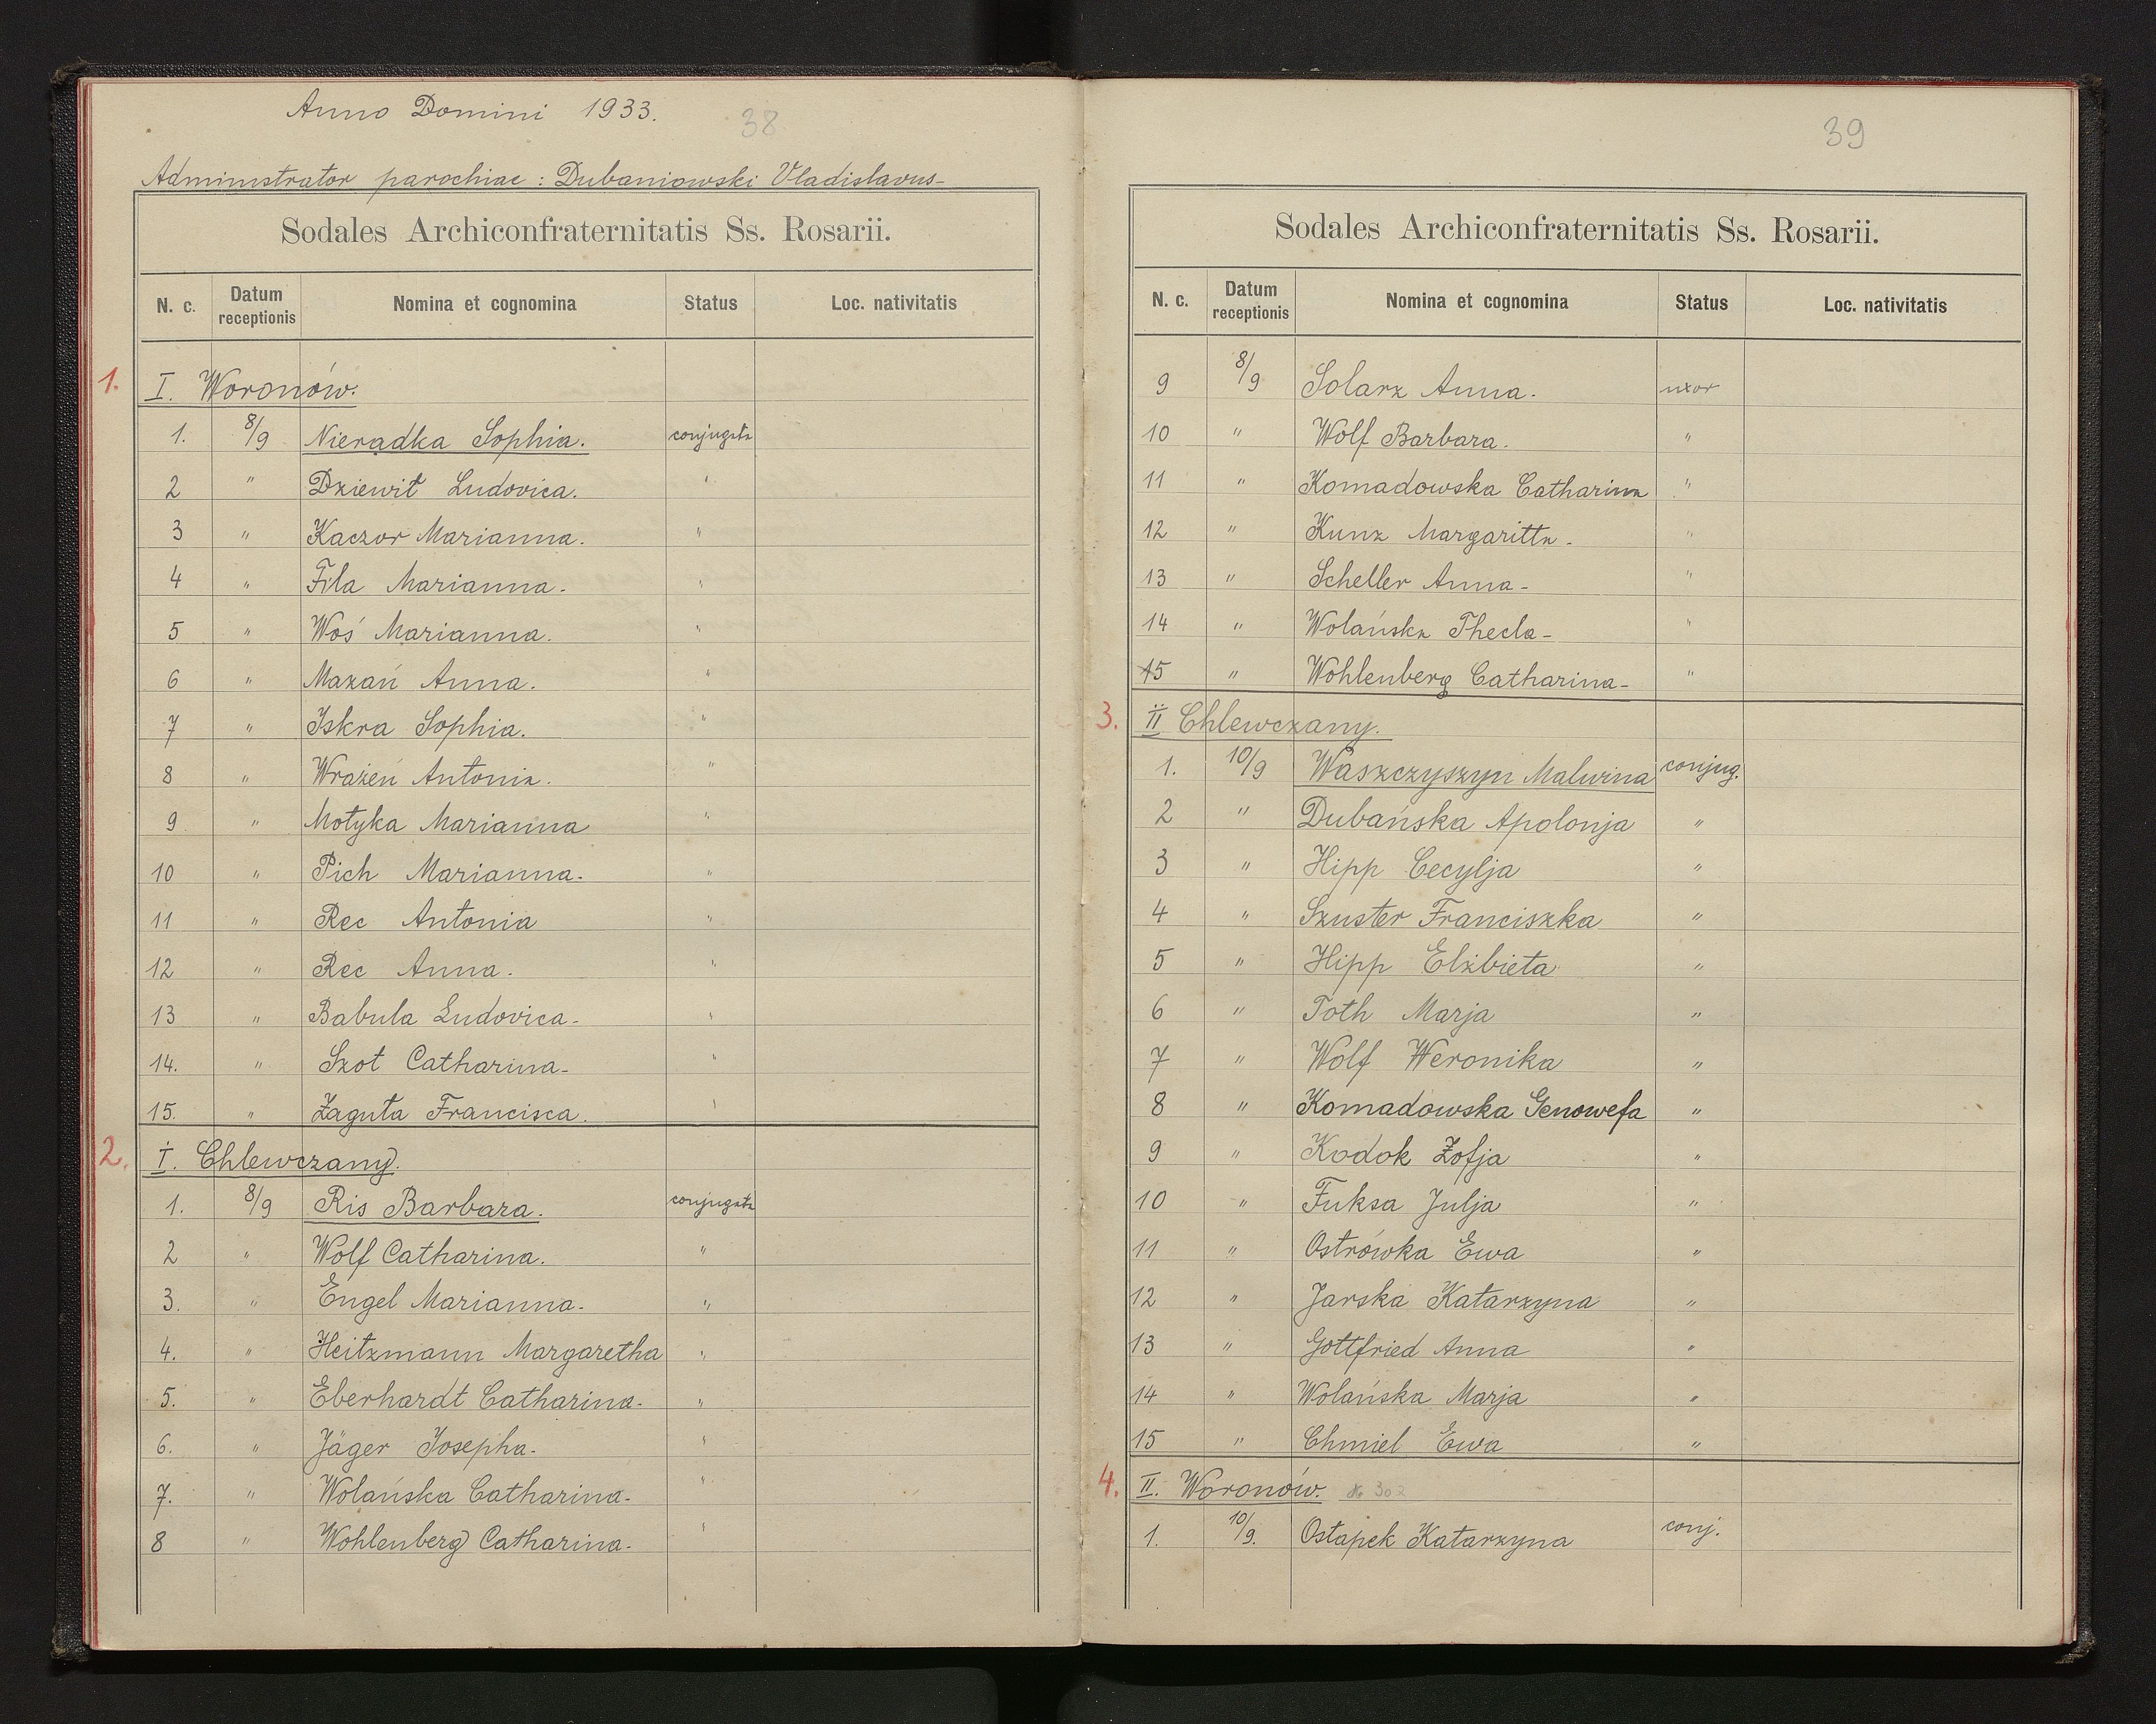 Anno Domini 1933.
38
Administrator parochiae : Dubaniowski Vladislavus-
Sodales Archiconfraternitatis Ss. Rosarii.
N. c. Datum receptionis Nomina et cognomina Status Loc. nativitatis
1. I. Woronów.
1. 8/9 Nieradka Sophia. conjugata
2 " Dziewit Ludovica. "
3 " Kaczor Marianna. "
4 " Fila Marianna. "
5 " Woś Marianna. "
6 " Mazań Anna. "
7 " Iskra Sophia. "
8 " Wrażeń Antonia. "
9 " Motyka Marianna "
10 " Pich Marianna. "
11 " Rec Antonia "
12 " Rec Anna. "
13 " Babula Ludovica- "
14. " Szot Catharina- "
15. " Zaguta Francisca. "
2. I. Chlewczany.
1. 8/9 Ris Barbara. conjugata
2 " Wolf Catharina. "
3. " Engel Marianna- "
4. " Heitzmann Margaretha "
5. " Eberhardt Catharina- "
6. " Jäger Josepha- "
7. " Wolańska Catharina- "
8 " Wohlenberg Catharina- "
39
Sodales Archiconfraternitatis Ss. Rosarii.
N. c. Datum receptionis Nomina et cognomina Status Loc. nativitatis
9 8/9 Solarz Anna. uxor
10 " Wolf Barbara. "
11 " Komadowska Catharina "
12 " Kunz Margaritta- "
13 " Scheller Anna- "
14 " Wolańska Thecla- "
15 " Wohlenberg Catharina- "
3. II Chlewczany.
1. 10/9 Waszczyszyn Malwina conjug.
2 " Dubańska Apolonja "
3 " Hipp Cecylja "
4 " Szuster Franciszka "
5 " Hipp Elżbieta "
6 " Toth Marja "
7 " Wolf Weronika "
8 " Komadowska Genowefa "
9 " Kodok Zofja "
10 " Fuksa Julja "
11 " Ostrówka Ewa "
12 " Jarska Katarzyna "
13 " Gottfried Anna "
14 " Wolańska Marja "
15 " Chmiel Ewa "
4. II. Woronów. 302
1. 10/9. Ostapek Katarzyna conj.